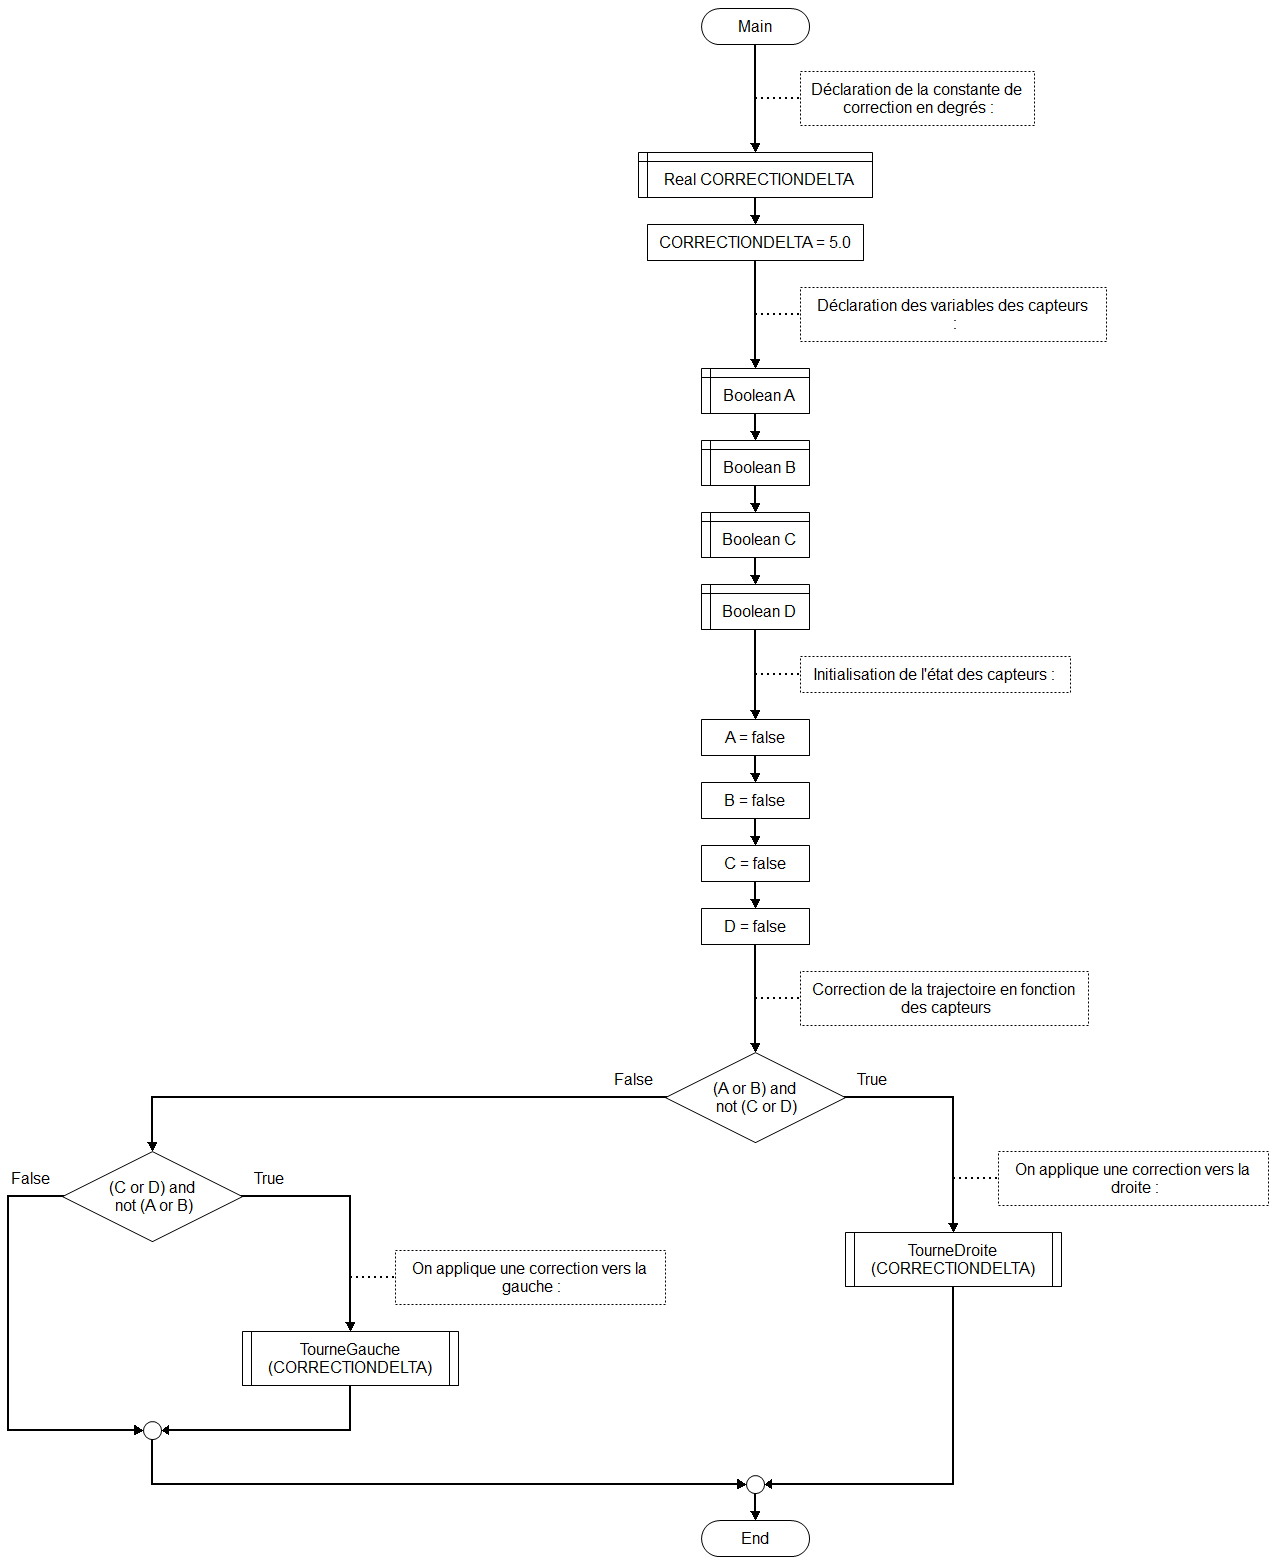 Main
Déclaration de la constante de
correction en degrés :
Real CORRECTIONDELTA
CORRECTIONDELTA = 5.0
Déclaration des variables des capteurs
:
Boolean A
Boolean B
Boolean C
Boolean D
Initialisation de l'état des capteurs :
A = false
B = false
C = false
D = false
Correction de la trajectoire en fonction
des capteurs
False
(A or B) and
not (C or D)
True
On applique une correction vers la
droite :
TourneDroite
(CORRECTIONDELTA)
False
(C or D) and
not (A or B)
True
On applique une correction vers la
gauche :
TourneGauche
(CORRECTIONDELTA)
End